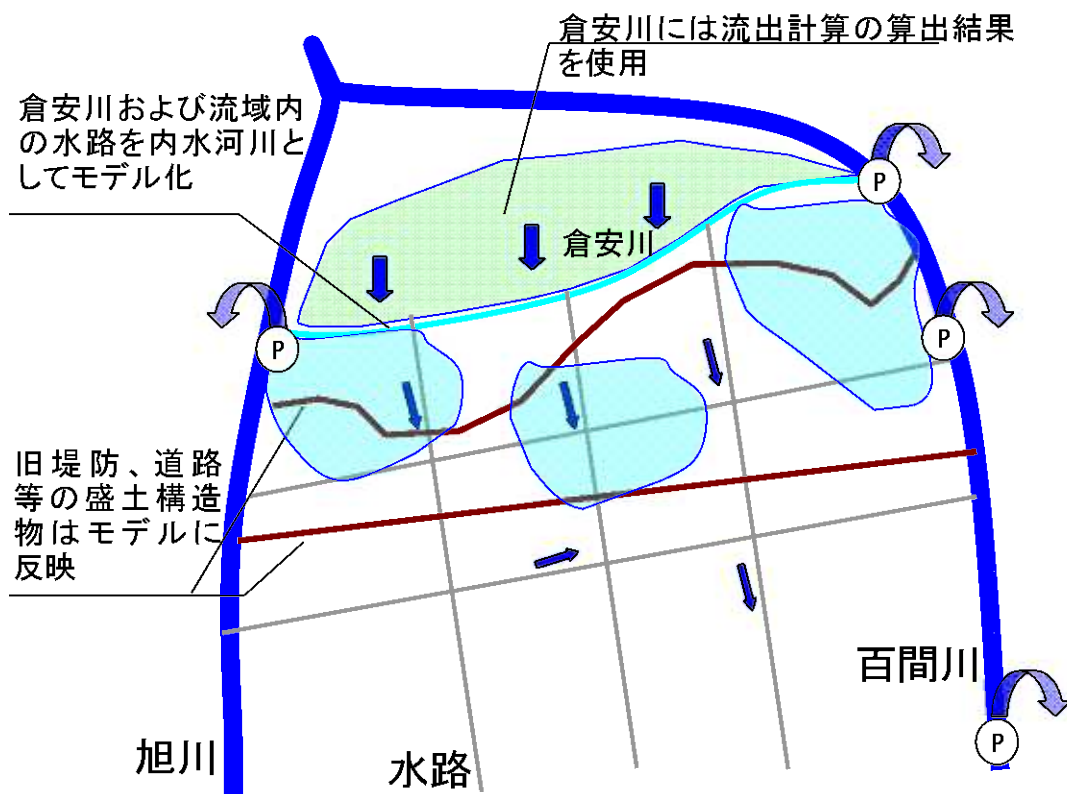 倉安川には流出計算の算出結果
を使用
倉安川および流域内
の水路を内水河川と
してモデル化
P
倉安川
P
P
旧堤防、道路
等の盛土構造
物はモデルに
反映
百間川
P
旭川
水路